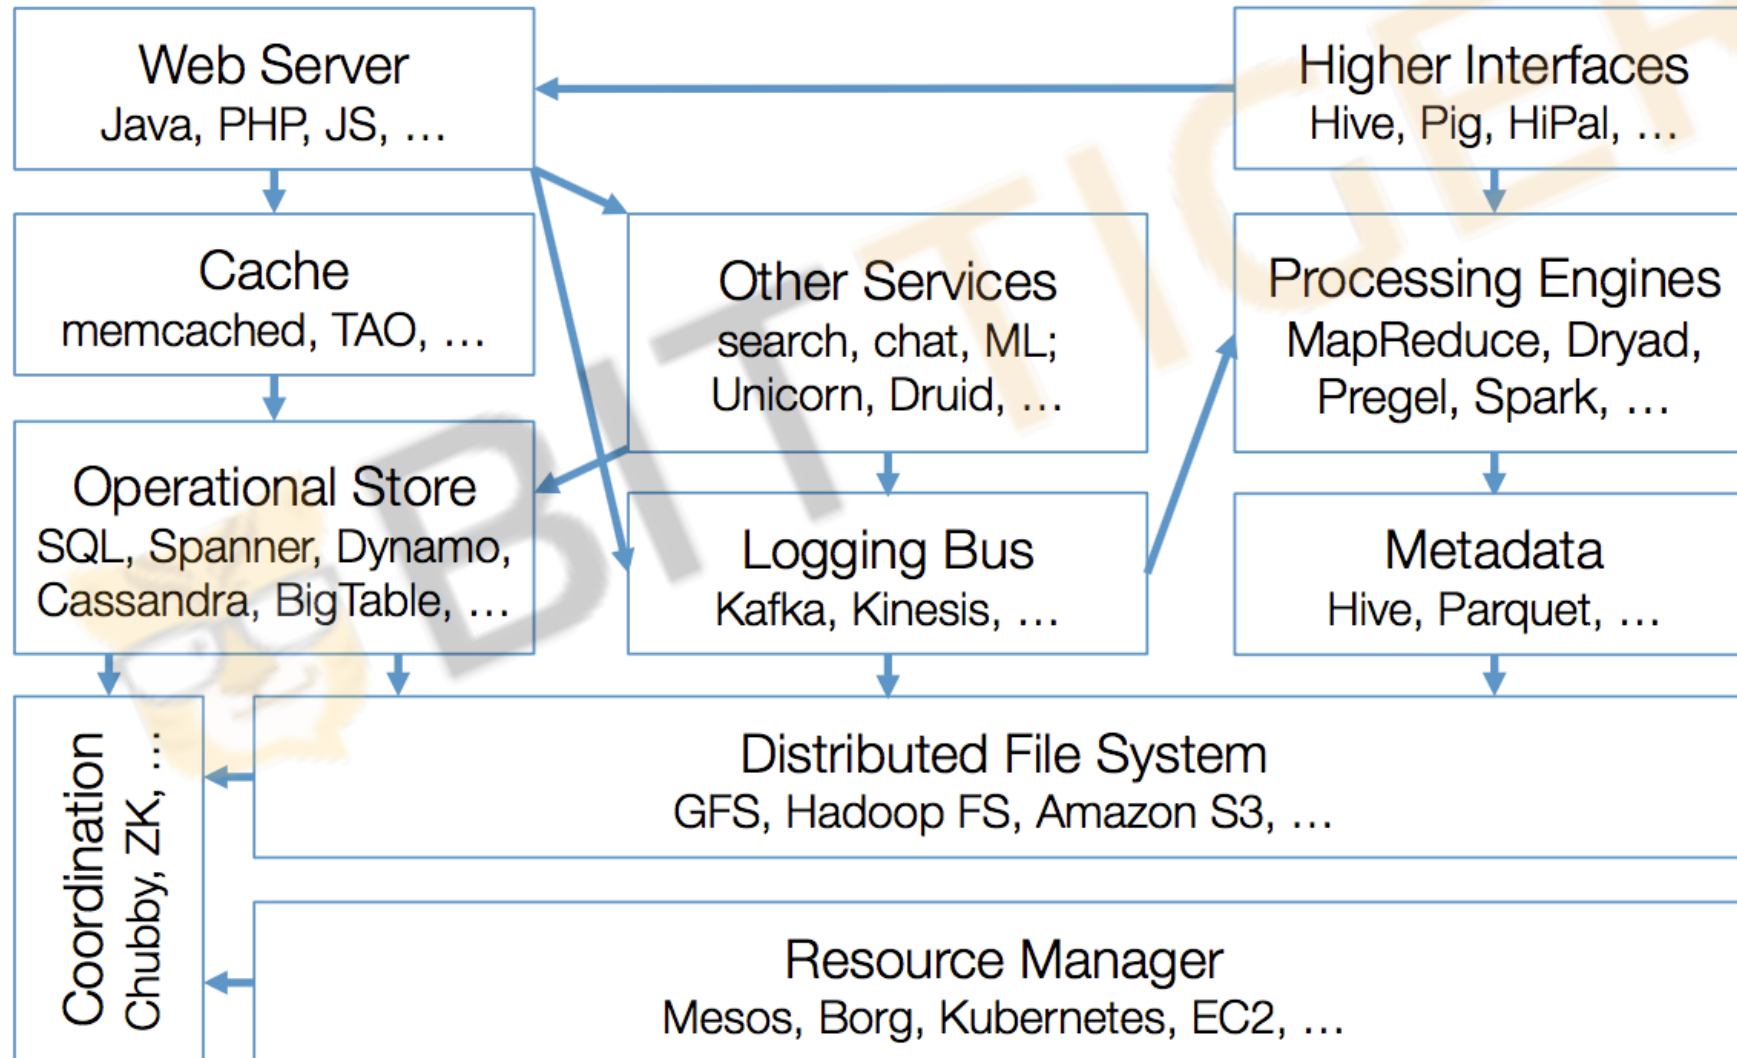 Web Server
Java, PHP, JS, …
Higher Interfaces
Hive, Pig, HiPal, …
Cache
memcached, TAO, …
Other Services
search, chat, ML;
Unicorn, Druid, …
Processing Engines
MapReduce, Dryad,
Pregel, Spark, …
Operational Store
SQL, Spanner, Dynamo,
Cassandra, BigTable, …
Logging Bus
Kafka, Kinesis, …
Metadata
Hive, Parquet, …
Coordination
Chubby, ZK, …
Distributed File System
GFS, Hadoop FS, Amazon S3, …
Resource Manager
Mesos, Borg, Kubernetes, EC2, …
BIT TIGER